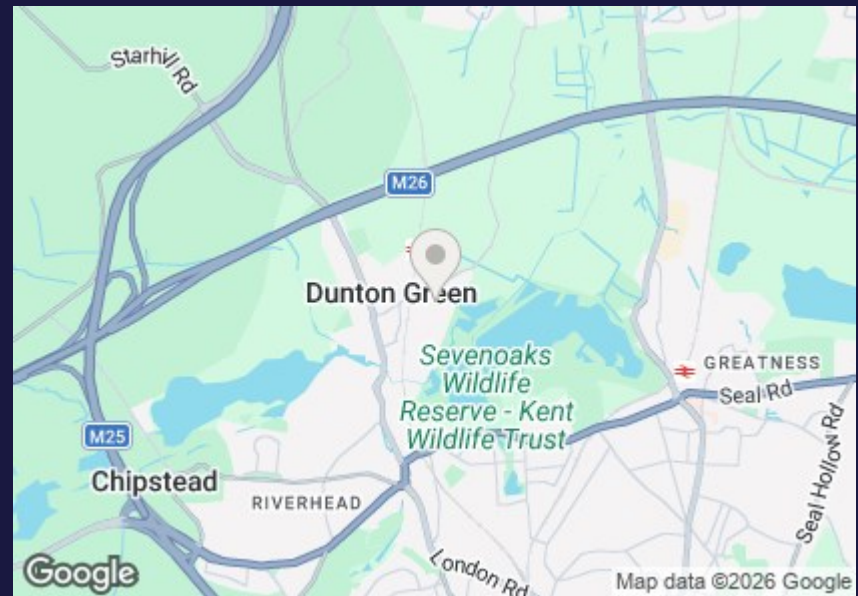 Starhill Rd
M26
Dunton Green
Sevenoaks
Wildlife
Reserve - Kent
Wildlife Trust
GREATNESS
Seal Rd
M25
Chipstead
RIVERHEAD
Seal Hollow Rd
London Rd
Google
Map data ©2026 Google